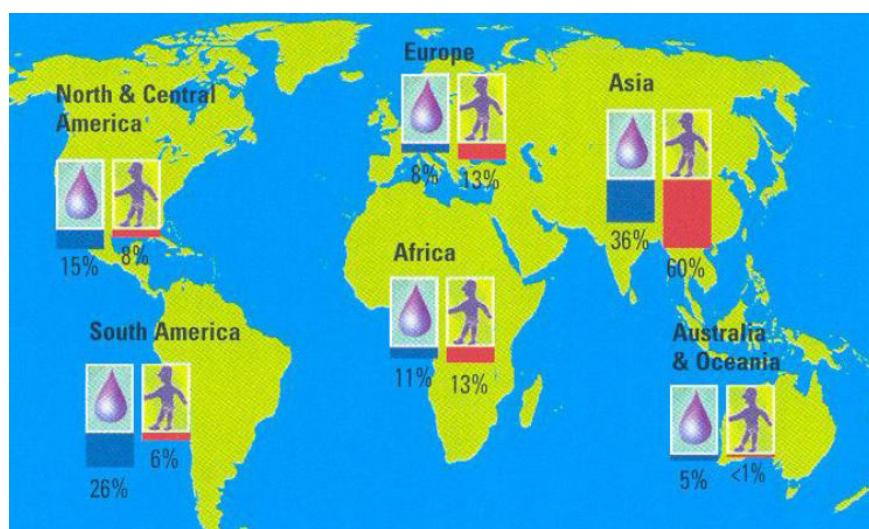 North & Central
America
15%
8%
Europe
8%
13%
Asia
36%
60%
South America
26%
6%
Africa
11%
13%
Australia
& Oceania
5%
<1%